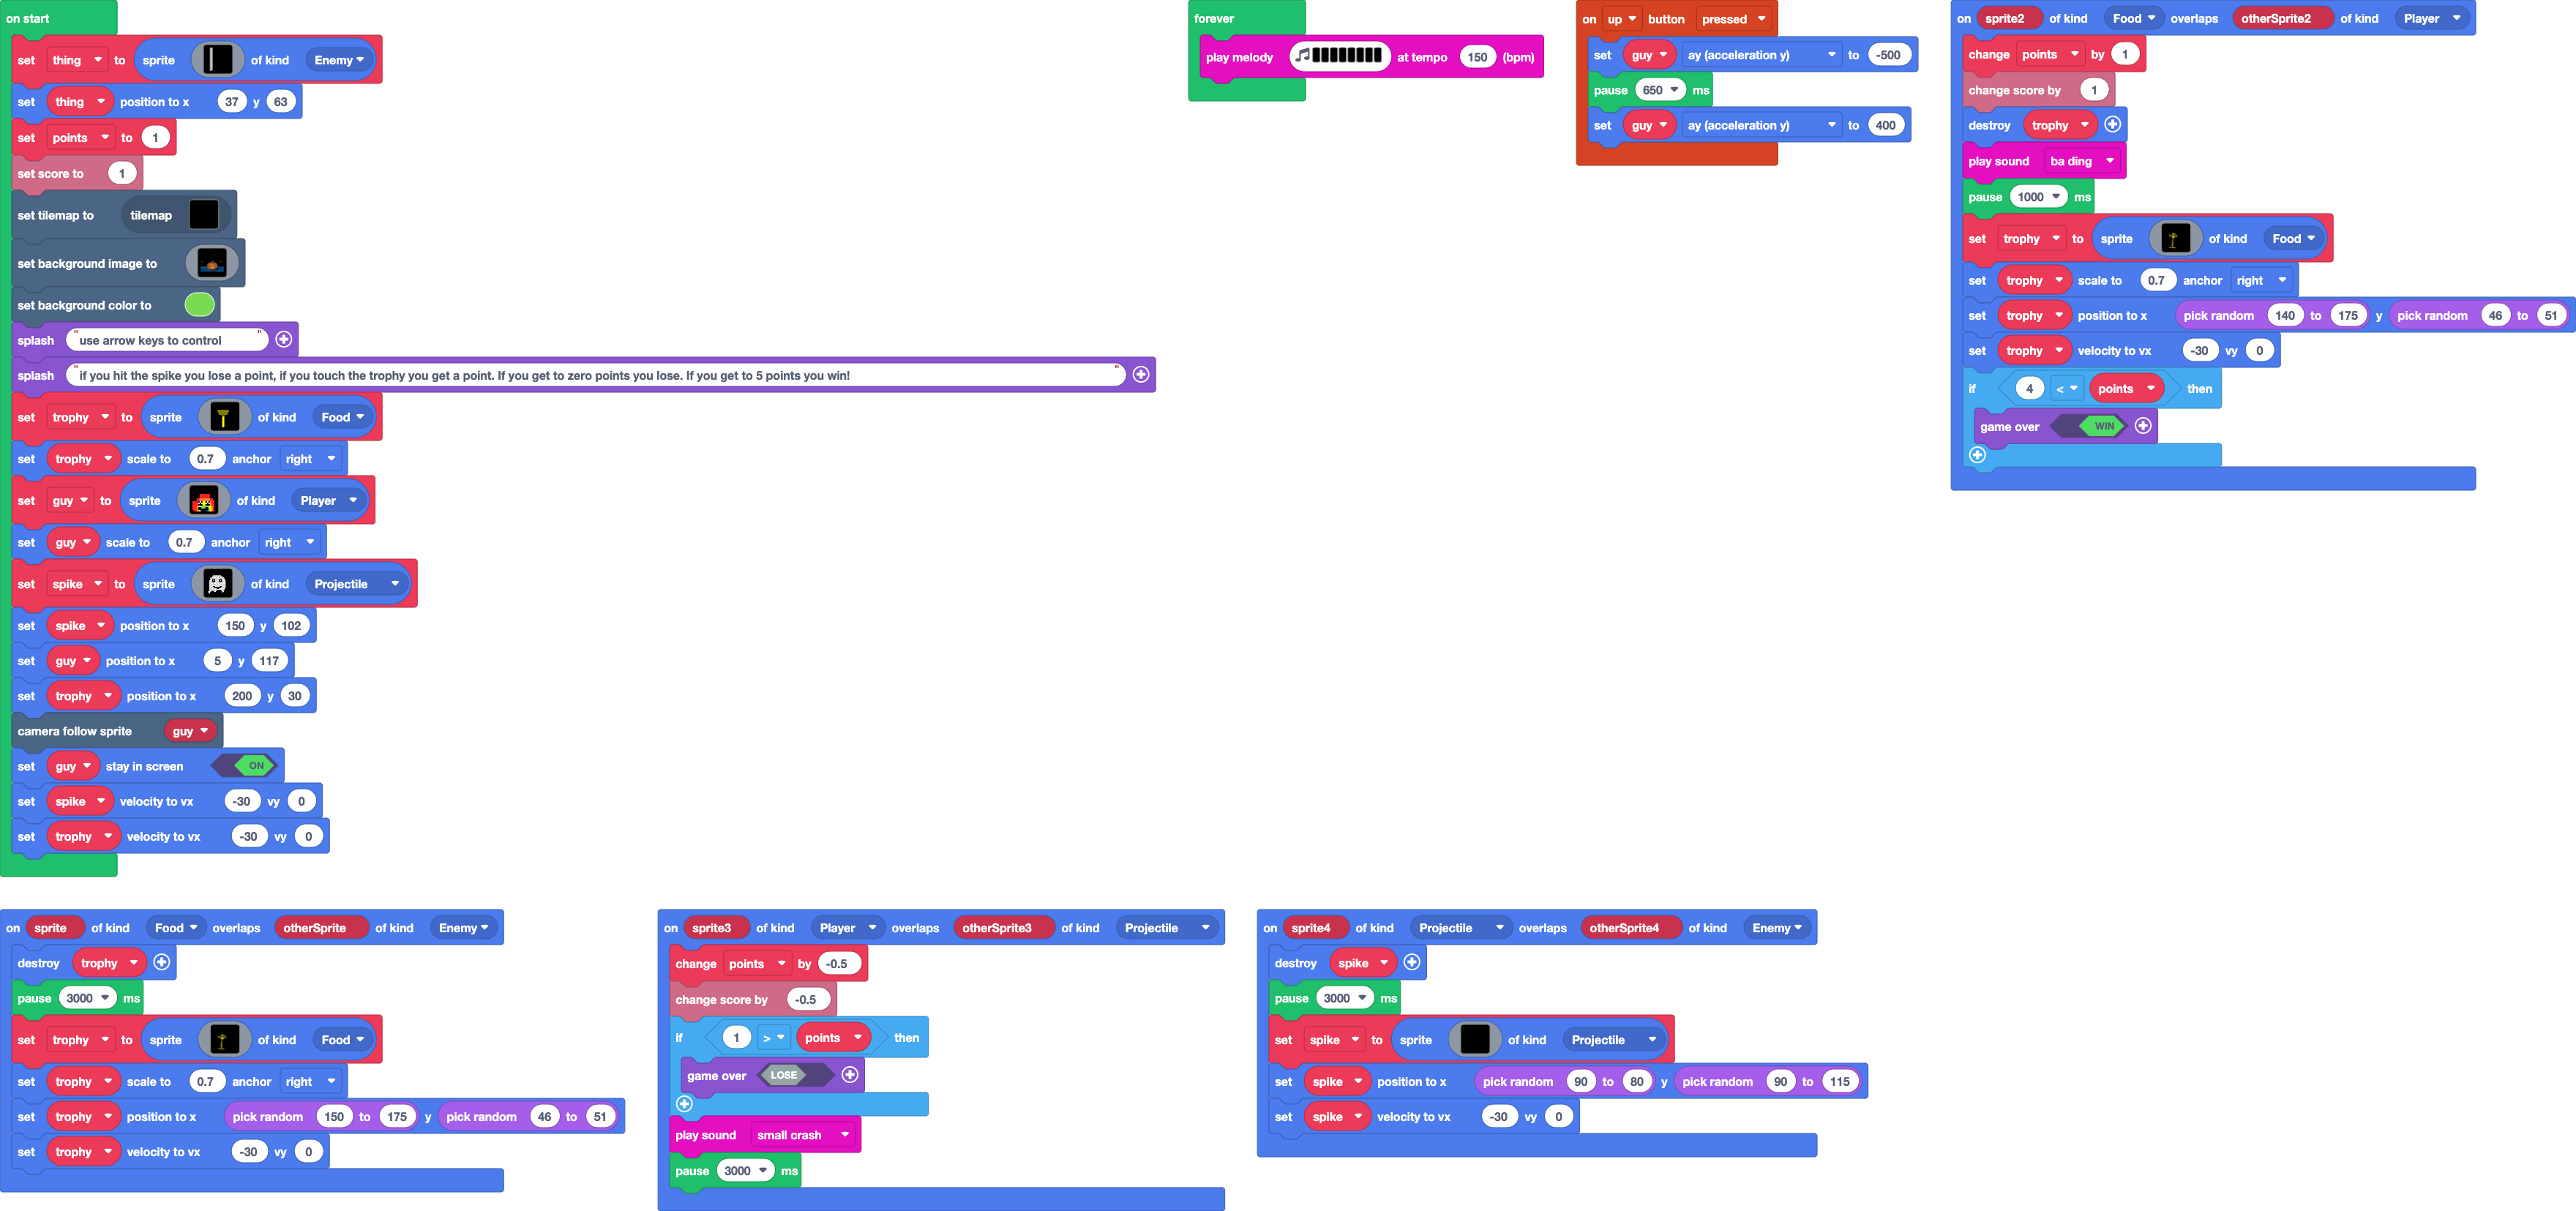 on start
set thing to sprite of kind Enemy
set thing position to x 37 y 63
set points to 1
set score to 1
set tilemap to tilemap
set background image to
set background color to
splash " use arrow keys to control "
splash " if you hit the spike you lose a point, if you touch the trophy you get a point. If you get to zero points you lose. If you get to 5 points you win! "
set trophy to sprite of kind Food
set trophy scale to 0.7 anchor right
set guy to sprite of kind Player
set guy scale to 0.7 anchor right
set spike to sprite of kind Projectile
set spike position to x 150 y 102
set guy position to x 5 y 117
set trophy position to x 200 y 30
camera follow sprite guy
set guy stay in screen ON
set spike velocity to vx -30 vy 0
set trophy velocity to vx -30 vy 0
forever
play melody at tempo 150 (bpm)
on up button pressed
set guy ay (acceleration y) to -500
pause 650 ms
set guy ay (acceleration y) to 400
on sprite2 of kind Food overlaps otherSprite2 of kind Player
change points by 1
change score by 1
destroy trophy
play sound ba ding
pause 1000 ms
set trophy to sprite of kind Food
set trophy scale to 0.7 anchor right
set trophy position to x pick random 140 to 175 y pick random 46 to 51
set trophy velocity to vx -30 vy 0
if 4 < points then
game over WIN
on sprite of kind Food overlaps otherSprite of kind Enemy
destroy trophy
pause 3000 ms
set trophy to sprite of kind Food
set trophy scale to 0.7 anchor right
set trophy position to x pick random 150 to 175 y pick random 46 to 51
set trophy velocity to vx -30 vy 0
on sprite3 of kind Player overlaps otherSprite3 of kind Projectile
change points by -0.5
change score by -0.5
if 1 > points then
game over LOSE
play sound small crash
pause 3000 ms
on sprite4 of kind Projectile overlaps otherSprite4 of kind Enemy
destroy spike
pause 3000 ms
set spike to sprite of kind Projectile
set spike position to x pick random 90 to 80 y pick random 90 to 115
set spike velocity to vx -30 vy 0